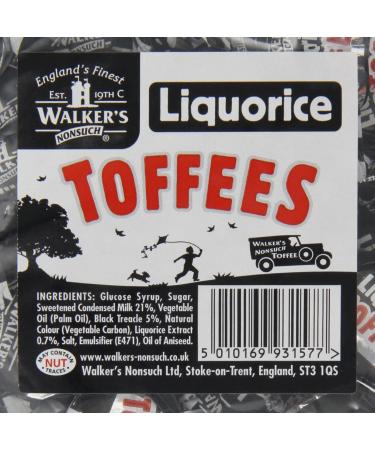 England's Finest
EST. 19TH C
WALKER'S
NONSUCH®
Liquorice
TOFFEES
WALKER'S
NONSUCH
TOFFEE
INGREDIENTS: Glucose Syrup, Sugar,
Sweetened Condensed Milk 21%, Vegetable
Oil (Palm Oil), Black Treacle 5%, Natural
Colour (Vegetable Carbon), Liquorice Extract
0.7%, Salt, Emulsifier (E471), Oil of Aniseed.
MAY CONTAIN
NUT
TRACES
www.walkers-nonsuch.co.uk
5 010169 931577 >
Walker's Nonsuch Ltd, Stoke-on-Trent, England, ST3 1QS